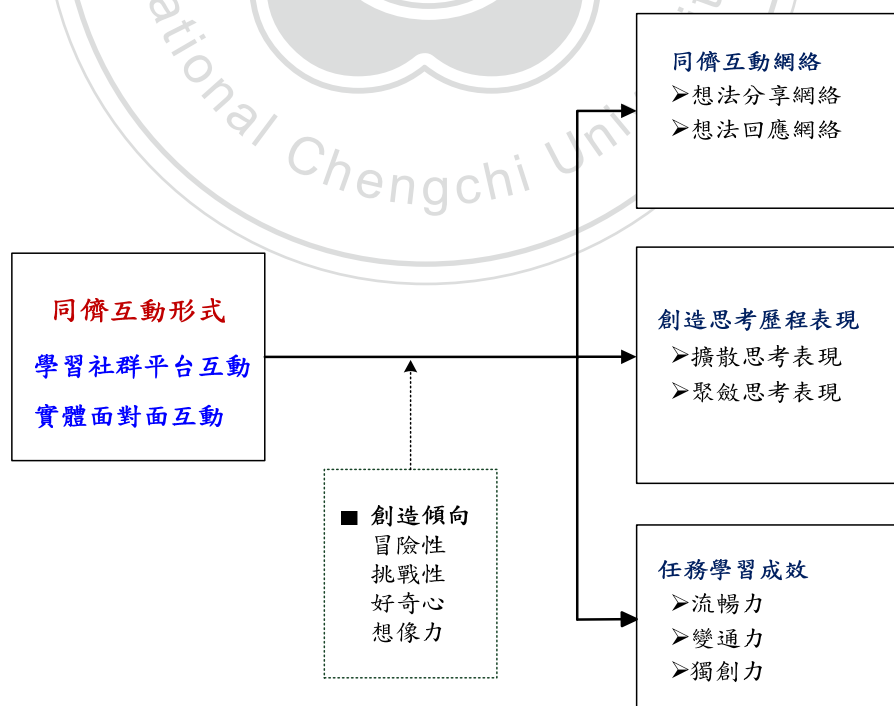 National Chengchi Uni
同儕互動網絡
➢想法分享網絡
➢想法回應網絡
同儕互動形式
學習社群平台互動
實體面對面互動
創造思考歷程表現
➢擴散思考表現
➢聚斂思考表現
■ 創造傾向
冒險性
挑戰性
好奇心
想像力
任務學習成效
➢流暢力
➢變通力
➢獨創力